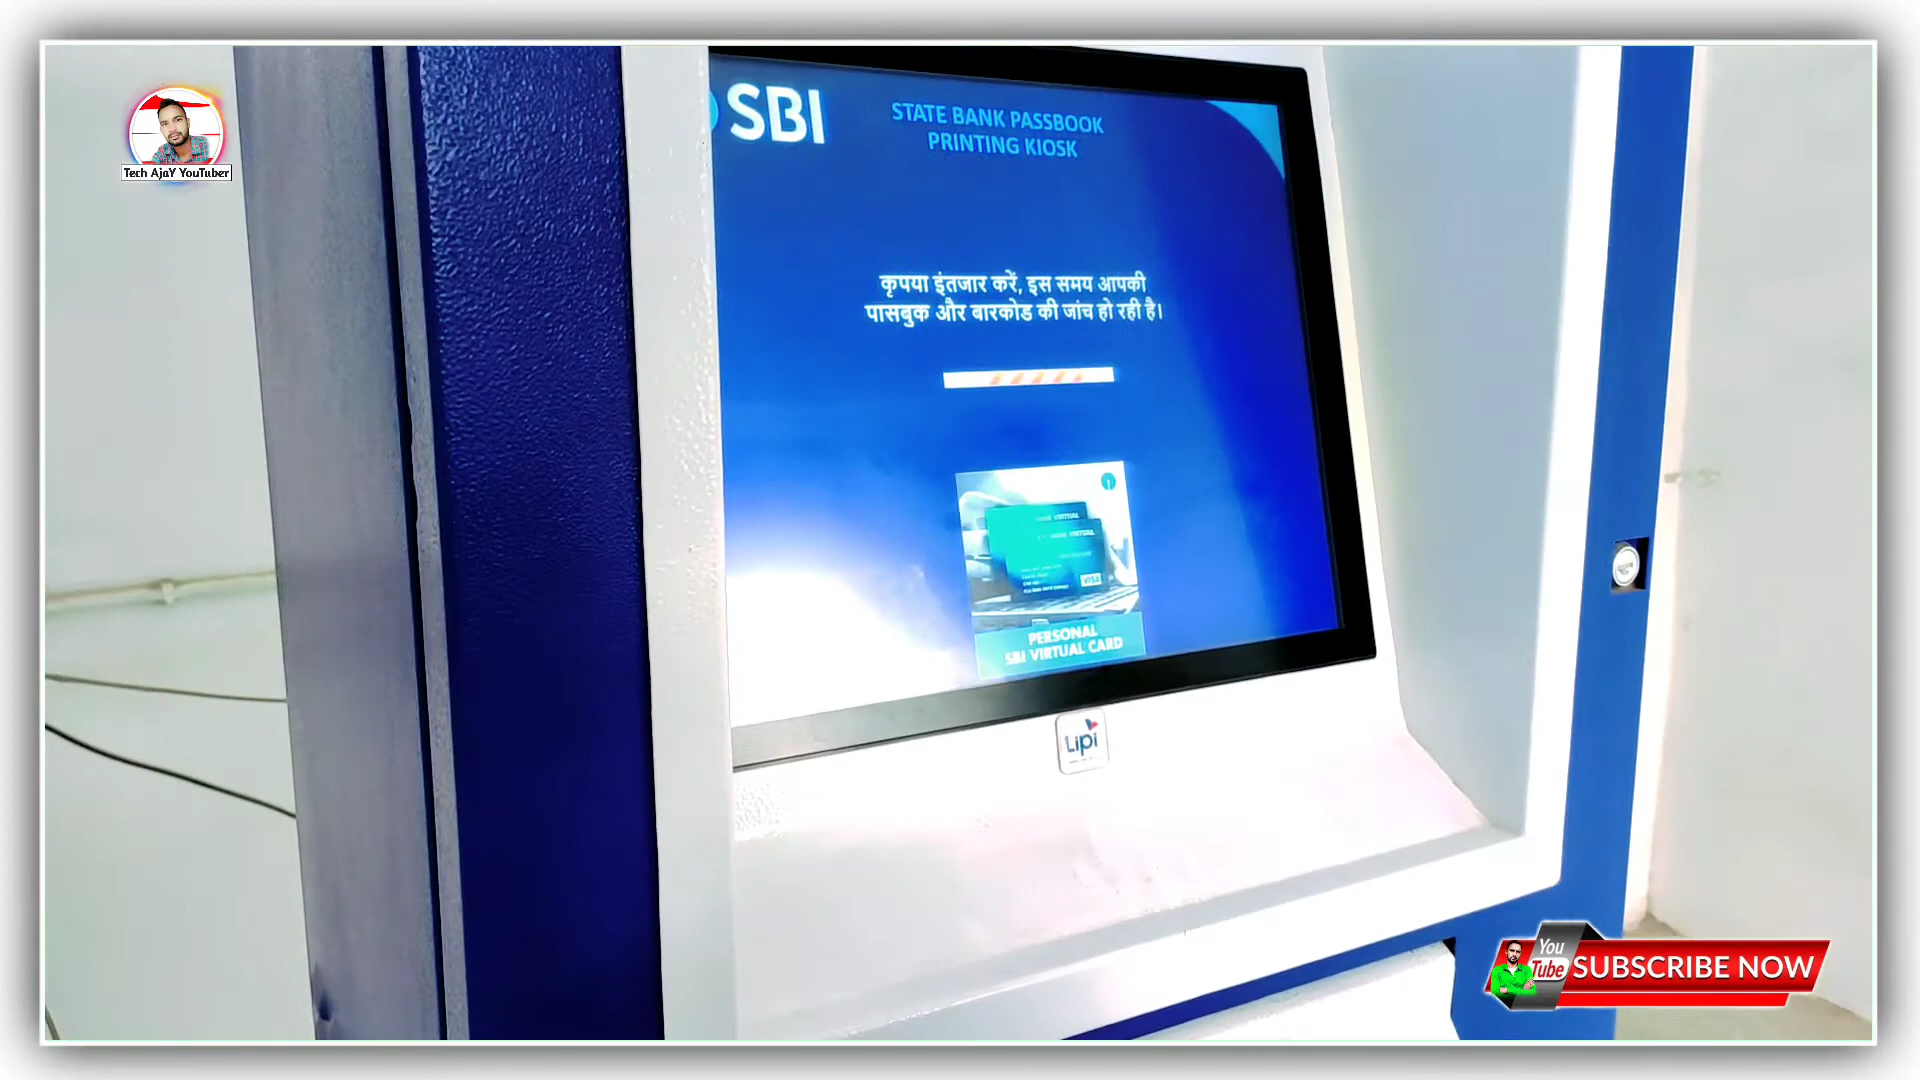 Tech AjaY YouTuber
SBI
STATE BANK PASSBOOK
PRINTING KIOSK
कृपया इंतजार करें, इस समय आपकी
पासबुक और बारकोड की जांच हो रही है।
VISA
PERSONAL
SBI VIRTUAL CARD
Lipi
You
Tube
SUBSCRIBE NOW